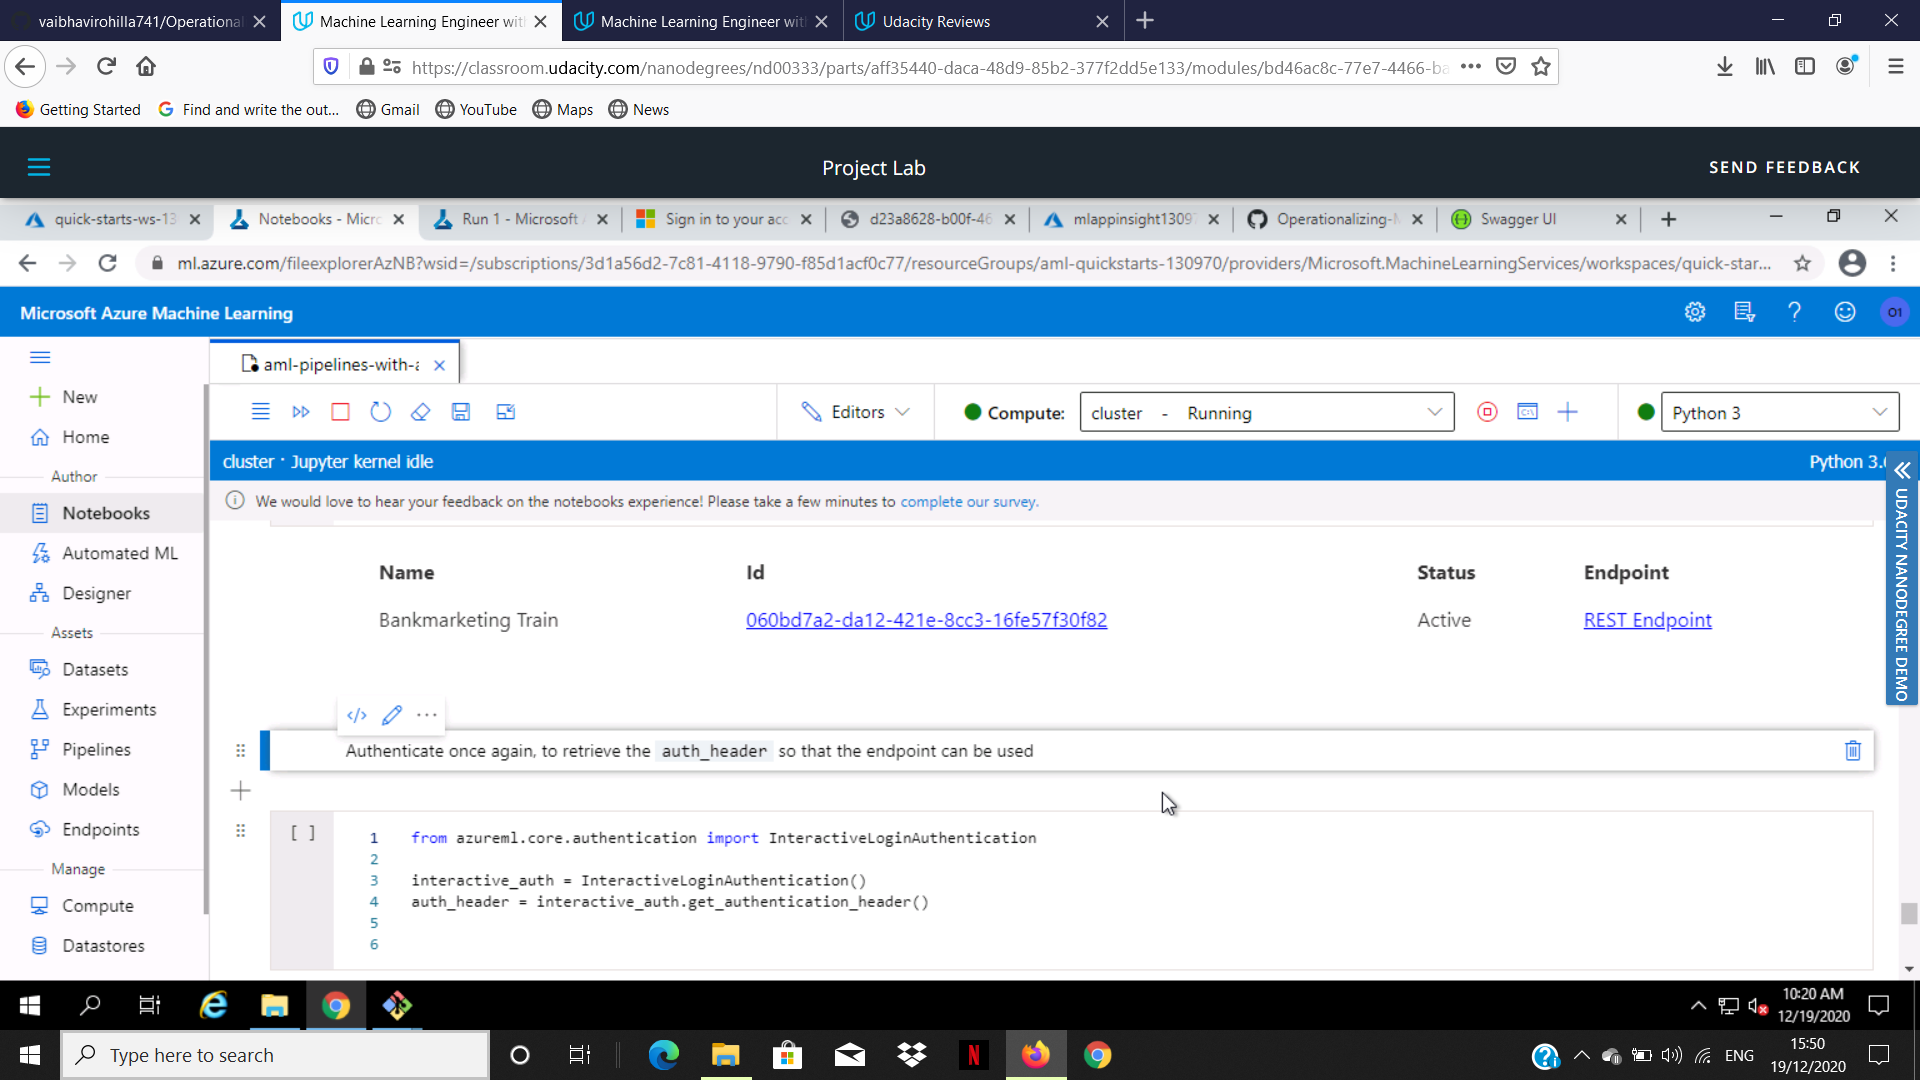 vaibhavirohilla741/Operational
Machine Learning Engineer wit
Machine Learning Engineer wit
Udacity Reviews
https://classroom.udacity.com/nanodegrees/nd00333/parts/aff35440-daca-48d9-85b2-377f2dd5e133/modules/bd46ac8c-77e7-4466-ba
Getting Started
Find and write the out...
Gmail
YouTube
Maps
News
Project Lab
SEND FEEDBACK
quick-starts-ws-13
Notebooks - Micro
Run 1 - Microsoft
Sign in to your acc
d23a8628-b00f-46
mlappinsight13097
Operationalizing-M
Swagger UI
ml.azure.com/fileexplorerAzNB?wsid=/subscriptions/3d1a56d2-7c81-4118-9790-f85d1acf0c77/resourceGroups/aml-quickstarts-130970/providers/Microsoft.MachineLearningServices/workspaces/quick-star...
Microsoft Azure Machine Learning
O1
New
Home
Author
Notebooks
Automated ML
Designer
Assets
Datasets
Experiments
Pipelines
Models
Endpoints
Manage
Compute
Datastores
aml-pipelines-with-a
Editors
Compute:
cluster - Running
Python 3
cluster · Jupyter kernel idle
Python 3.
We would love to hear your feedback on the notebooks experience! Please take a few minutes to complete our survey.
UDACITY NANODEGREE DEMO
Name Id Status Endpoint
Bankmarketing Train 060bd7a2-da12-421e-8cc3-16fe57f30f82 Active REST Endpoint
</>
Authenticate once again, to retrieve the auth_header so that the endpoint can be used
[ ]
1 from azureml.core.authentication import InteractiveLoginAuthentication
2
3 interactive_auth = InteractiveLoginAuthentication()
4 auth_header = interactive_auth.get_authentication_header()
5
6
10:20 AM
12/19/2020
Type here to search
ENG
15:50
19/12/2020